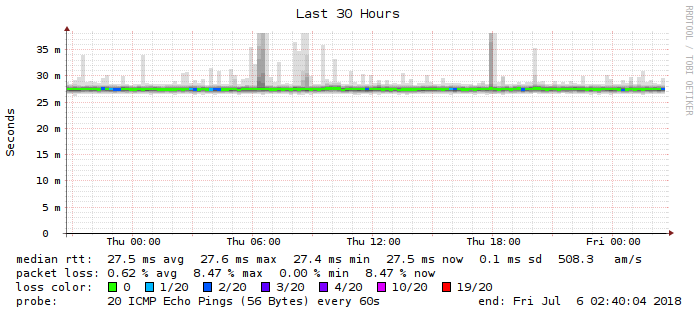 Last 30 Hours
RRDTOOL / TOBI OETIKER
Seconds
35 m
30 m
25 m
20 m
15 m
10 m
5 m
0
Thu 00:00 Thu 06:00 Thu 12:00 Thu 18:00 Fri 00:00
median rtt: 27.5 ms avg 27.6 ms max 27.4 ms min 27.5 ms now 0.1 ms sd 508.3 am/s
packet loss: 0.62 % avg 8.47 % max 0.00 % min 8.47 % now
loss color: 0 1/20 2/20 3/20 4/20 10/20 19/20
probe: 20 ICMP Echo Pings (56 Bytes) every 60s end: Fri Jul 6 02:40:04 2018